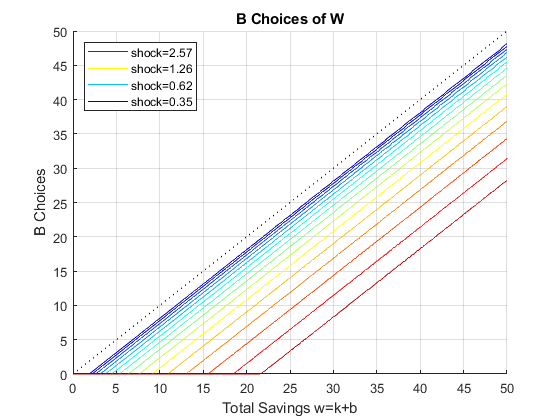 B Choices of W
50
45
40
35
30
25
20
15
10
5
0
B Choices
shock=2.57
shock=1.26
shock=0.62
shock=0.35
0 5 10 15 20 25 30 35 40 45 50
Total Savings w=k+b